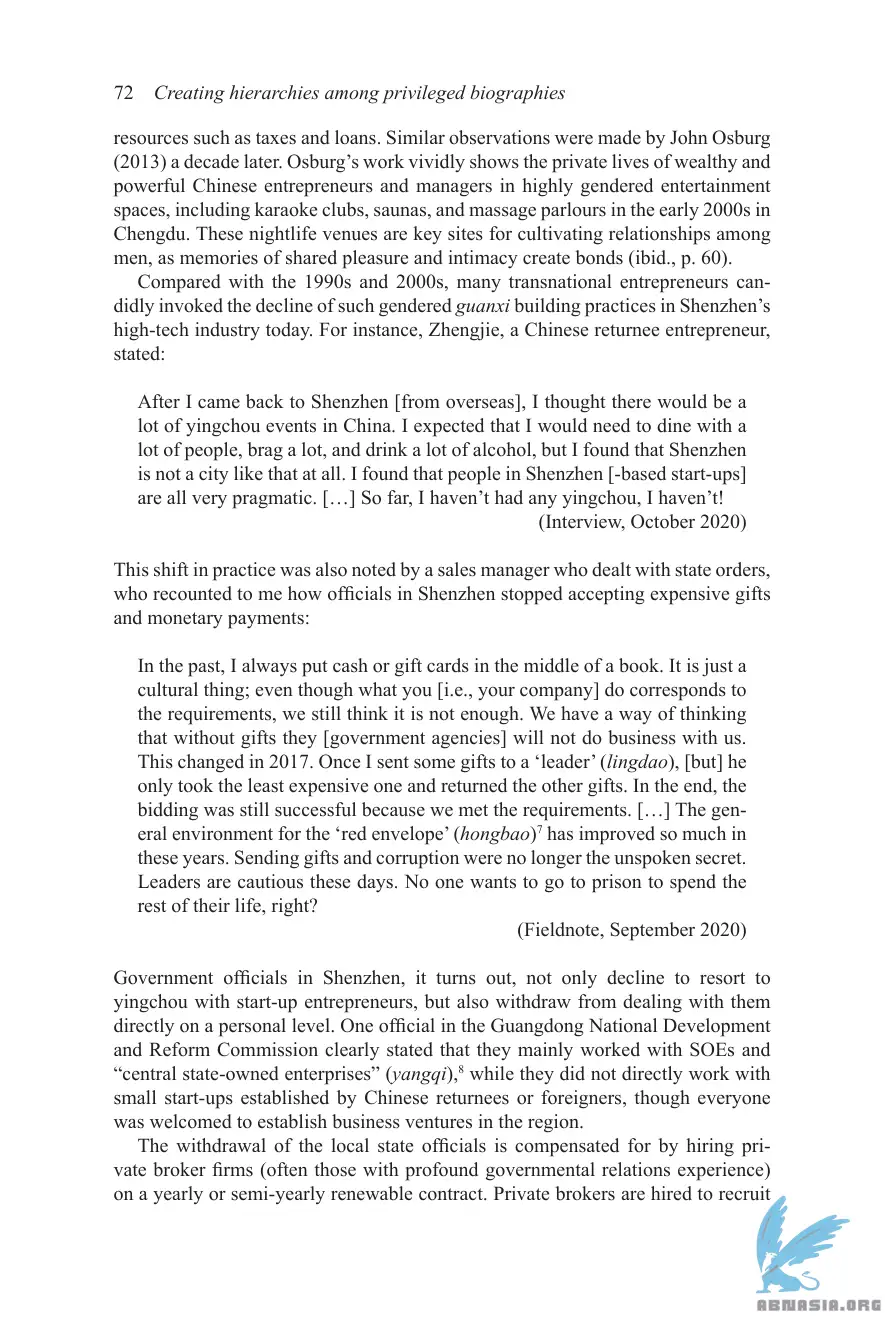 72 Creating hierarchies among privileged biographies
resources such as taxes and loans. Similar observations were made by John Osburg
(2013) a decade later. Osburg’s work vividly shows the private lives of wealthy and
powerful Chinese entrepreneurs and managers in highly gendered entertainment
spaces, including karaoke clubs, saunas, and massage parlours in the early 2000s in
Chengdu. These nightlife venues are key sites for cultivating relationships among
men, as memories of shared pleasure and intimacy create bonds (ibid., p. 60).
Compared with the 1990s and 2000s, many transnational entrepreneurs can-
didly invoked the decline of such gendered guanxi building practices in Shenzhen’s
high-tech industry today. For instance, Zhengjie, a Chinese returnee entrepreneur,
stated:
After I came back to Shenzhen [from overseas], I thought there would be a
lot of yingchou events in China. I expected that I would need to dine with a
lot of people, brag a lot, and drink a lot of alcohol, but I found that Shenzhen
is not a city like that at all. I found that people in Shenzhen [-based start-ups]
are all very pragmatic. […] So far, I haven’t had any yingchou, I haven’t!
(Interview, October 2020)
This shift in practice was also noted by a sales manager who dealt with state orders,
who recounted to me how officials in Shenzhen stopped accepting expensive gifts
and monetary payments:
In the past, I always put cash or gift cards in the middle of a book. It is just a
cultural thing; even though what you [i.e., your company] do corresponds to
the requirements, we still think it is not enough. We have a way of thinking
that without gifts they [government agencies] will not do business with us.
This changed in 2017. Once I sent some gifts to a ‘leader’ (lingdao), [but] he
only took the least expensive one and returned the other gifts. In the end, the
bidding was still successful because we met the requirements. […] The gen-
eral environment for the ‘red envelope’ (hongbao)7 has improved so much in
these years. Sending gifts and corruption were no longer the unspoken secret.
Leaders are cautious these days. No one wants to go to prison to spend the
rest of their life, right?
(Fieldnote, September 2020)
Government officials in Shenzhen, it turns out, not only decline to resort to
yingchou with start-up entrepreneurs, but also withdraw from dealing with them
directly on a personal level. One official in the Guangdong National Development
and Reform Commission clearly stated that they mainly worked with SOEs and
“central state-owned enterprises” (yangqi),8 while they did not directly work with
small start-ups established by Chinese returnees or foreigners, though everyone
was welcomed to establish business ventures in the region.
The withdrawal of the local state officials is compensated for by hiring pri-
vate broker firms (often those with profound governmental relations experience)
on a yearly or semi-yearly renewable contract. Private brokers are hired to recruit
ABNASIA.ORG